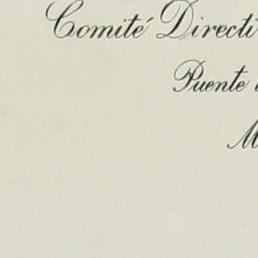 Comité Directi
Puente
M